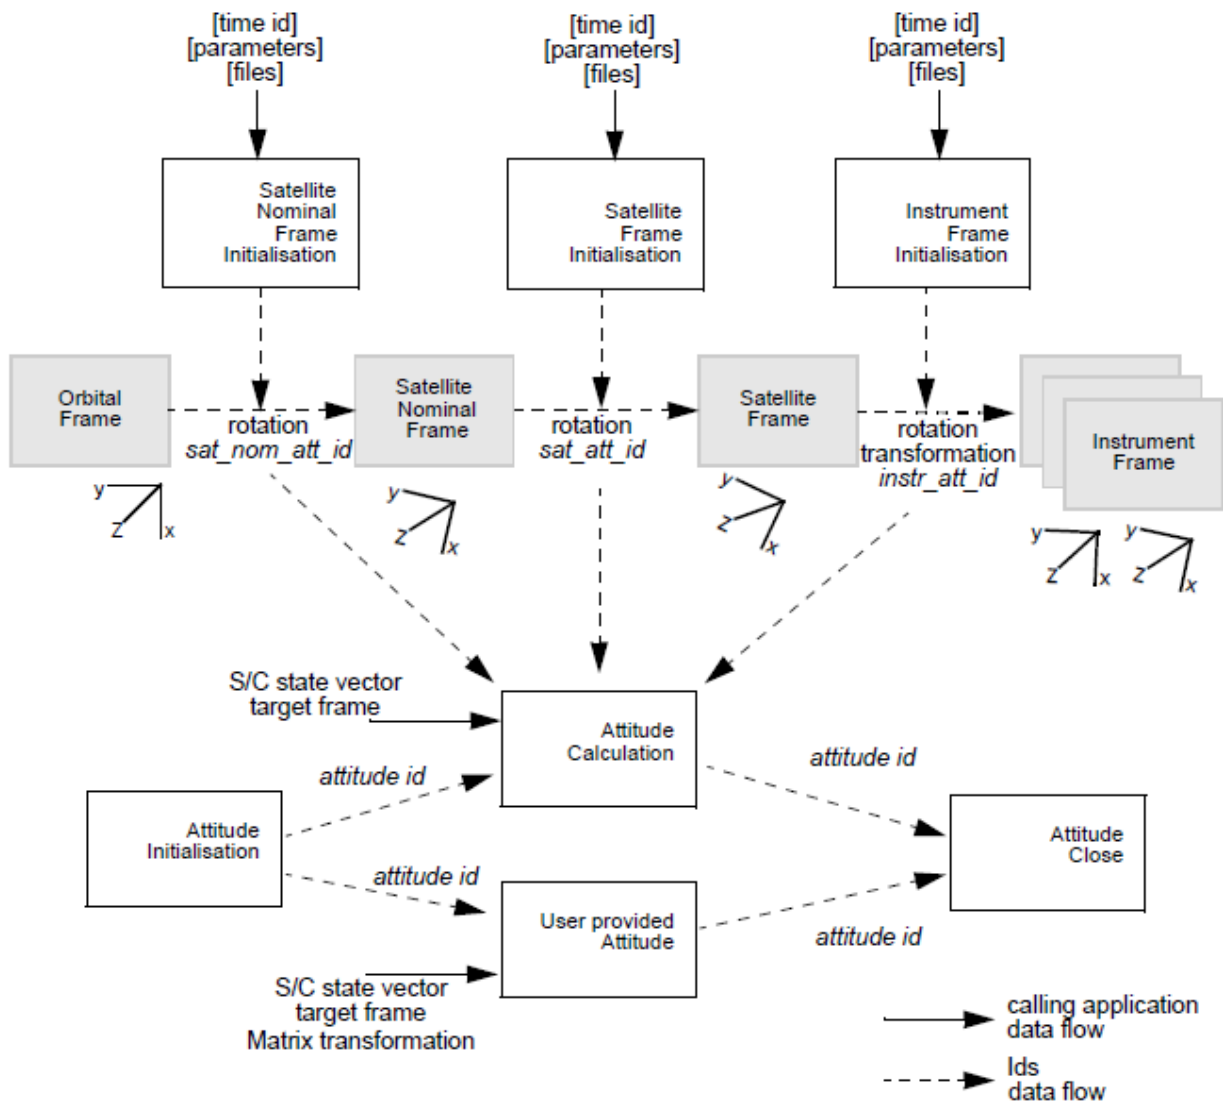 [time id]
[parameters]
[files]
[time id]
[parameters]
[files]
[time id]
[parameters]
[files]
Satellite
Nominal
Frame
Initialisation
Satellite
Frame
Initialisation
Instrument
Frame
Initialisation
Orbital
Frame
rotation
sat_nom_att_id
Satellite
Nominal
Frame
rotation
sat_att_id
Satellite
Frame
rotation
transformation
instr_att_id
Instrument
Frame
y
Z
x
y
Z
x
y
Z
x
y
Z
x
y
Z
x
S/C state vector
target frame
Attitude
Calculation
attitude id
attitude id
Attitude
Initialisation
Attitude
Close
attitude id
User provided
Attitude
attitude id
S/C state vector
target frame
Matrix transformation
calling application
data flow
Ids
data flow